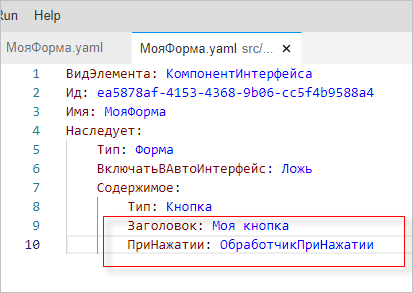 Run Help
МояФорма.yaml МояФорма.yaml src/... ×
1 ВидЭлемента: КомпонентИнтерфейса
2 Ид: ea5878af-4153-4368-9b06-cc5f4b9588a4
3 Имя: МояФорма
4 Наследует:
5 Тип: Форма
6 ВключатьВАвтоИнтерфейс: Ложь
7 Содержимое:
8 Тип: Кнопка
9 Заголовок: Моя кнопка
10 ПриНажатии: ОбработчикПриНажатии